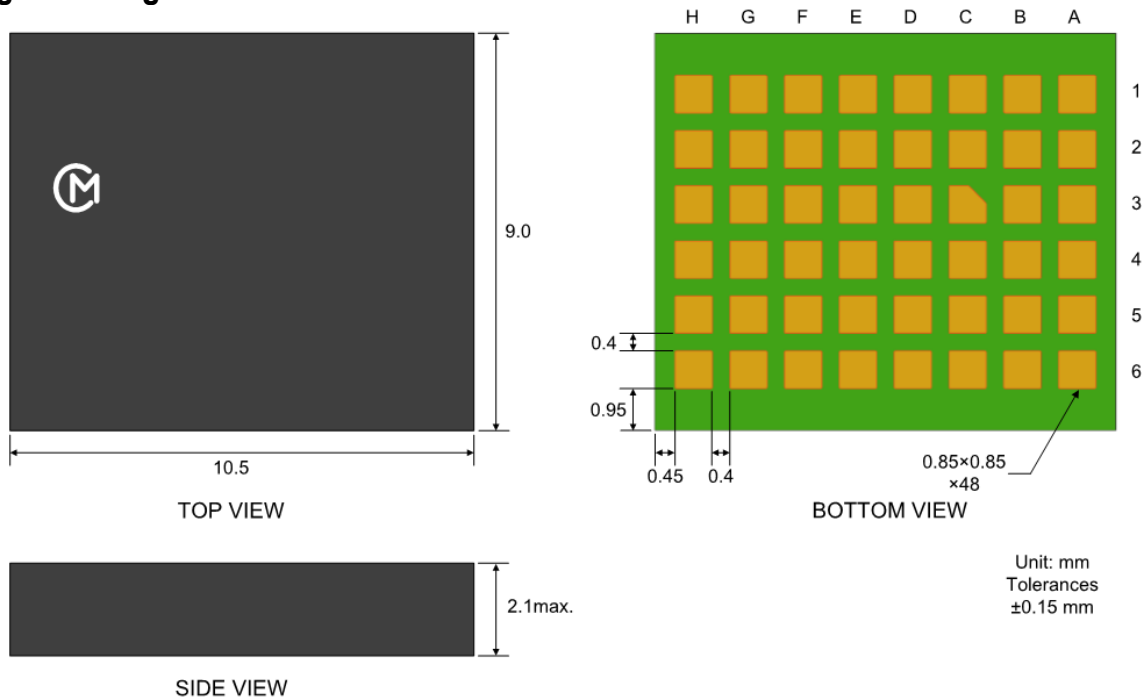 H G F E D C B A
1
2
3
4
5
6
9.0
10.5
TOP VIEW
0.4
0.95
0.45
0.4
0.85×0.85
×48
BOTTOM VIEW
2.1max.
SIDE VIEW
Unit: mm
Tolerances
±0.15 mm